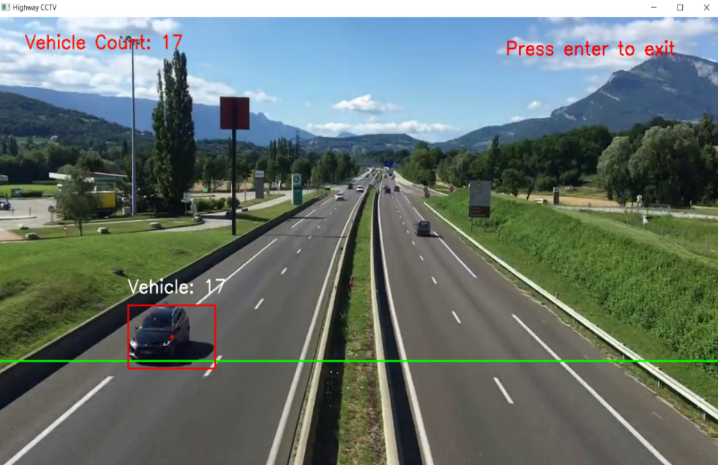 Highway CCTV
Vehicle Count: 17
Press enter to exit
Vehicle: 17